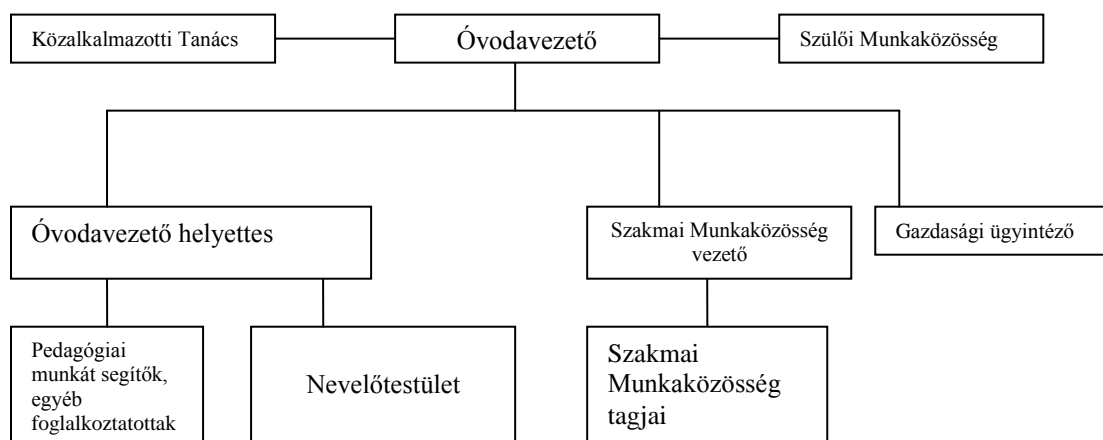 Közalkalmazotti Tanács
Óvodavezető
Szülői Munkaközösség
Óvodavezető helyettes
Szakmai Munkaközösség
vezető
Gazdasági ügyintéző
Pedagógiai
munkát segítők,
egyéb
foglalkoztatottak
Nevelőtestület
Szakmai
Munkaközösség
tagjai